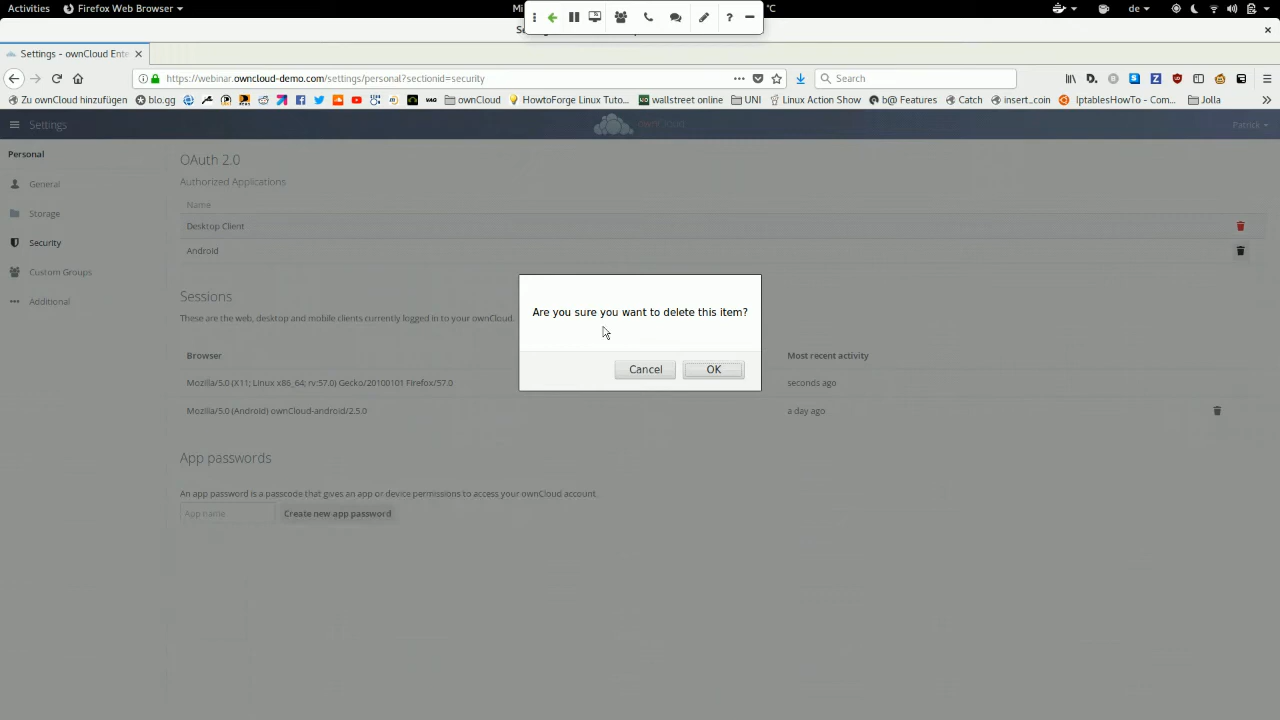 Activities Firefox Web Browser Mi °C de
Se
Settings - ownCloud Ente
https://webinar.owncloud-demo.com/settings/personal?sectionid=security Search
Zu ownCloud hinzufügen blo.gg ownCloud HowtoForge Linux Tuto... wallstreet online UNI Linux Action Show b@ Features Catch insert_coin IptablesHowTo - Com... Jolla
Settings ownCloud Patrick
Personal
General
Storage
Security
Custom Groups
Additional
OAuth 2.0
Authorized Applications
Name
Desktop Client
Android
Sessions
These are the web, desktop and mobile clients currently logged in to your ownCloud.
Browser Most recent activity
Mozilla/5.0 (X11; Linux x86_64; rv:57.0) Gecko/20100101 Firefox/57.0 seconds ago
Mozilla/5.0 (Android) ownCloud-android/2.5.0 a day ago
App passwords
An app password is a passcode that gives an app or device permissions to access your ownCloud account.
App name Create new app password
Are you sure you want to delete this item?
Cancel OK